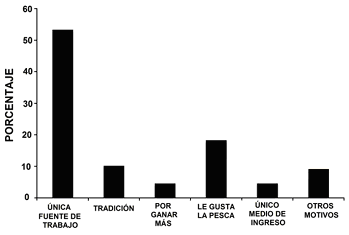 60
50
40
30
20
10
0
PORCENTAJE
ÚNICA
FUENTE DE
TRABAJO
TRADICIÓN
POR
GANAR
MÁS
LE GUSTA
LA PESCA
ÚNICO
MEDIO DE
INGRESO
OTROS
MOTIVOS